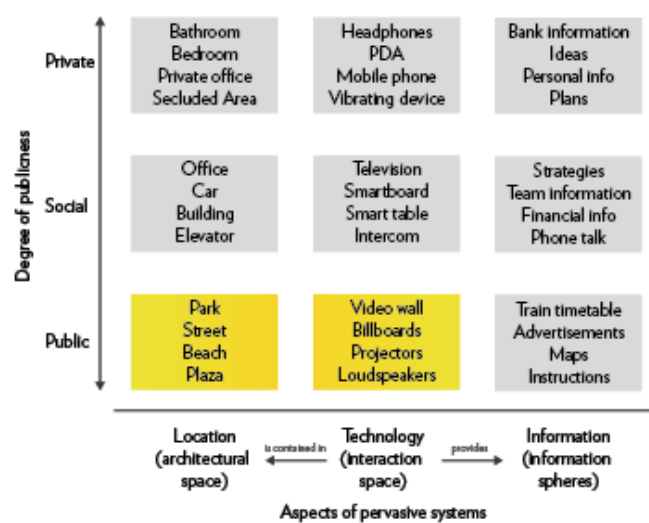 Degree of publicness
Private
Bathroom
Bedroom
Private office
Secluded Area
Headphones
PDA
Mobile phone
Vibrating device
Bank information
Ideas
Personal info
Plans
Social
Office
Car
Building
Elevator
Television
Smartboard
Smart table
Intercom
Strategies
Team information
Financial info
Phone talk
Public
Park
Street
Beach
Plaza
Video wall
Billboards
Projectors
Loudspeakers
Train timetable
Advertisements
Maps
Instructions
Location
(architectural
space)
is contained in
Technology
(interaction
space)
provides
Information
(information
spheres)
Aspects of pervasive systems